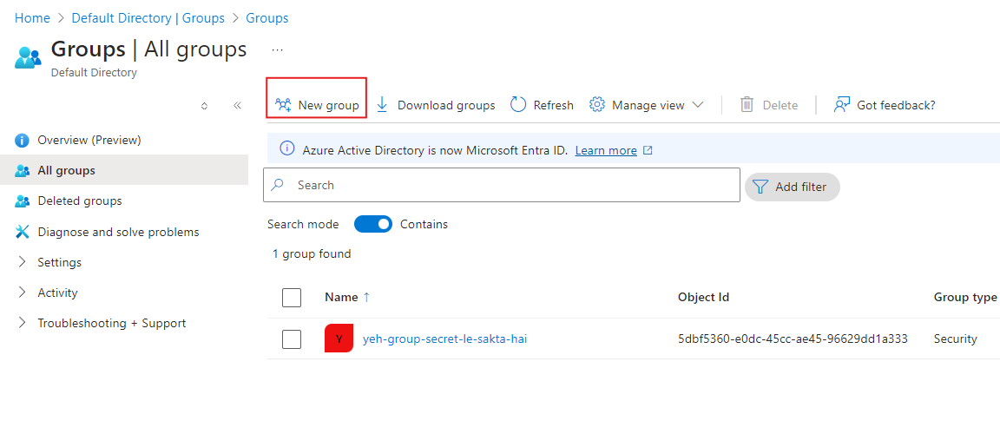 Home > Default Directory | Groups > Groups
Groups | All groups ...
Default Directory
New group Download groups Refresh Manage view Delete Got feedback?
Overview (Preview)
All groups
Deleted groups
Diagnose and solve problems
Settings
Activity
Troubleshooting + Support
Azure Active Directory is now Microsoft Entra ID. Learn more
Search Add filter
Search mode Contains
1 group found
Name ↑ Object Id Group type
Y yeh-group-secret-le-sakta-hai 5dbf5360-e0dc-45cc-ae45-96629dd1a333 Security